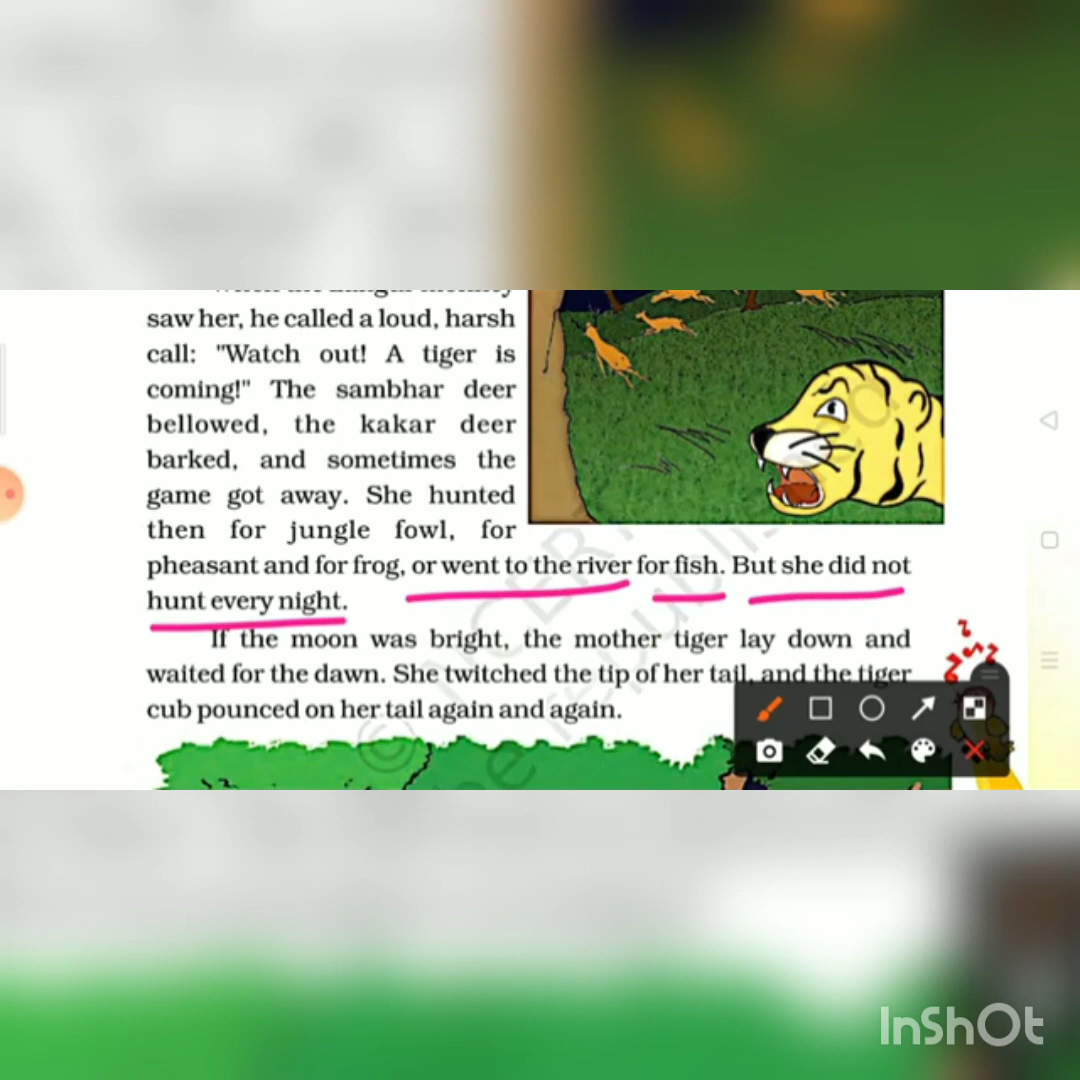 saw her, he called a loud, harsh
call: "Watch out! A tiger is
coming!" The sambhar deer
bellowed, the kakar deer
barked, and sometimes the
game got away. She hunted
then for jungle fowl, for
pheasant and for frog, or went to the river for fish. But she did not
hunt every night.
If the moon was bright, the mother tiger lay down and
waited for the dawn. She twitched the tip of her tail, and the tiger
cub pounced on her tail again and again.
© NCERT
republished
InShOt